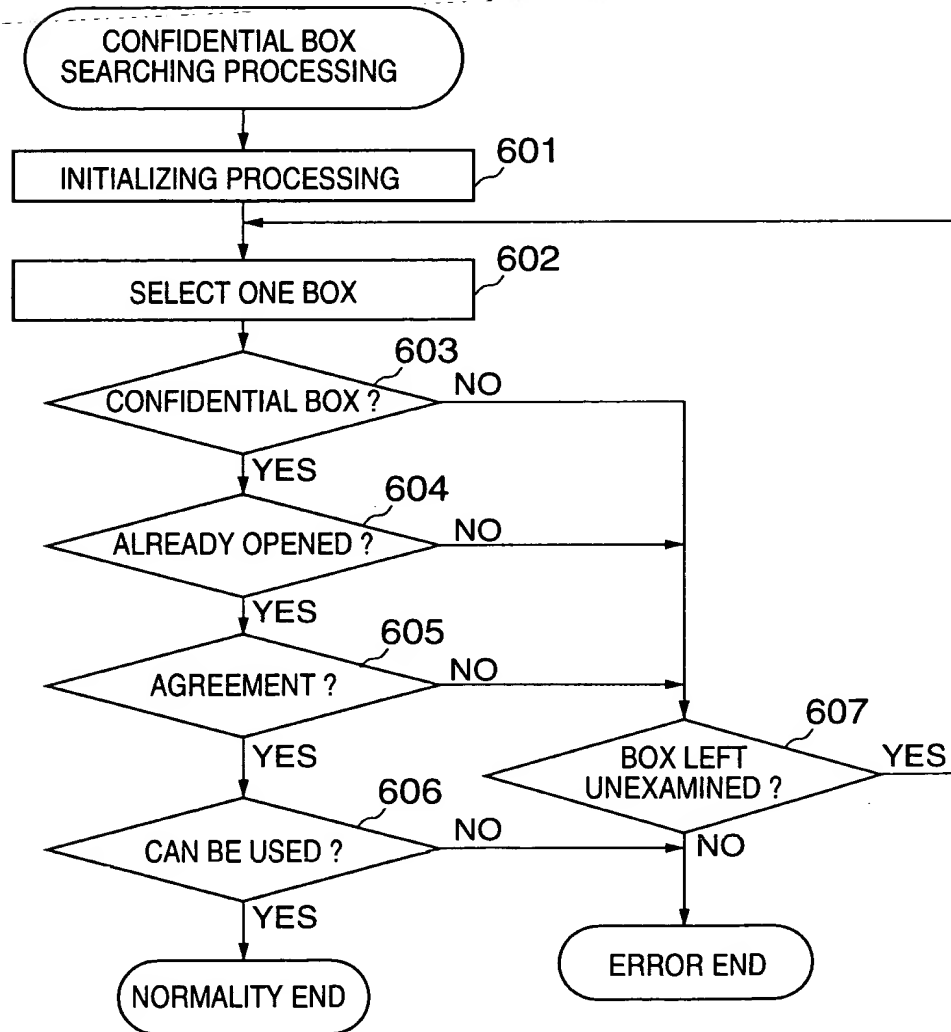 CONFIDENTIAL BOX
SEARCHING PROCESSING
601
INITIALIZING PROCESSING
602
SELECT ONE BOX
603
CONFIDENTIAL BOX ?
NO
YES
604
ALREADY OPENED ?
NO
YES
605
AGREEMENT ?
NO
YES
607
BOX LEFT
UNEXAMINED ?
YES
NO
606
CAN BE USED ?
NO
YES
NORMALITY END
ERROR END